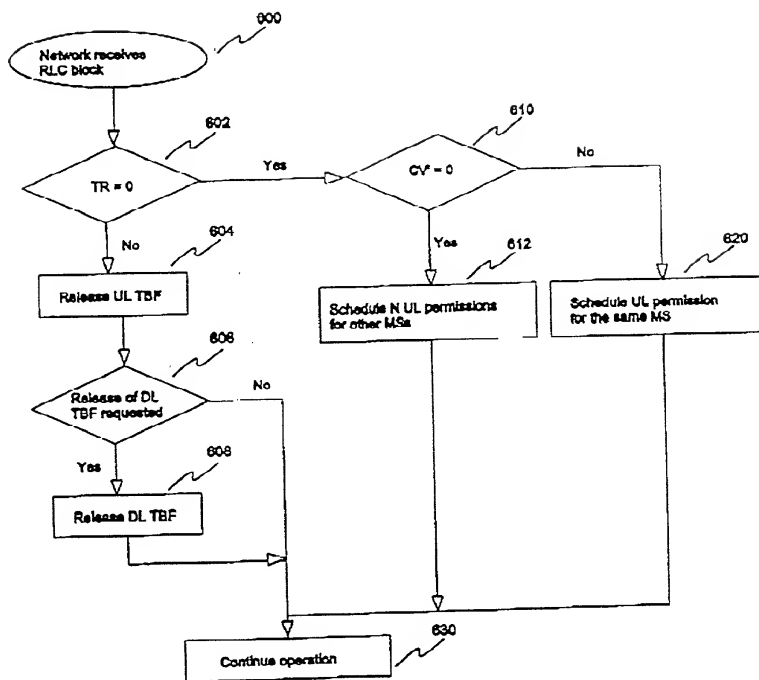 600
Network receives
RLC block
602
TR = 0
Yes
610
CV = 0
No
No
604
Release UL TBF
Yes
612
Schedule N UL permissions
for other MSs
620
Schedule UL permission
for the same MS
606
Release of DL
TBF requested
No
Yes
608
Release DL TBF
630
Continue operation